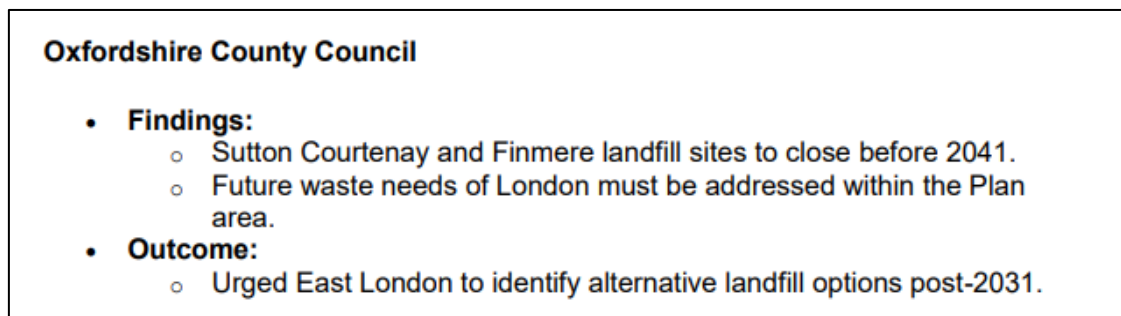 Oxfordshire County Council
• Findings:
o Sutton Courtenay and Finmere landfill sites to close before 2041.
o Future waste needs of London must be addressed within the Plan
area.
• Outcome:
o Urged East London to identify alternative landfill options post-2031.